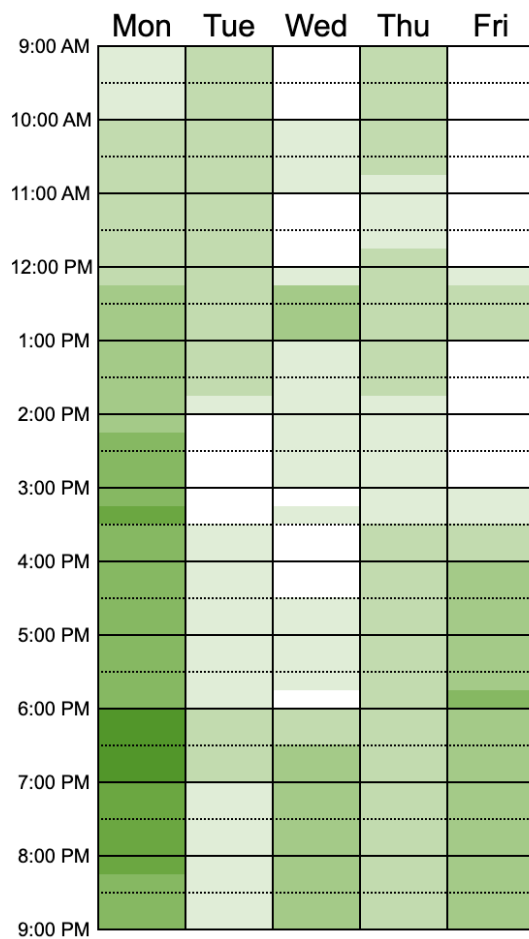 Mon Tue Wed Thu Fri
9:00 AM
10:00 AM
11:00 AM
12:00 PM
1:00 PM
2:00 PM
3:00 PM
4:00 PM
5:00 PM
6:00 PM
7:00 PM
8:00 PM
9:00 PM